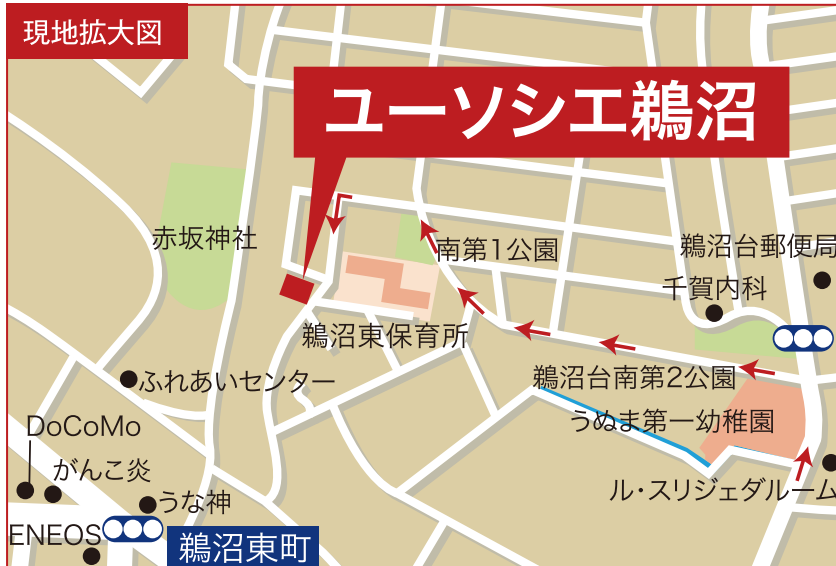 現地拡大図
ユーソシエ鵜沼
赤坂神社
南第1公園
鵜沼台郵便局
千賀内科
鵜沼東保育所
ふれあいセンター
鵜沼台南第2公園
うぬま第一幼稚園
DoCoMo
がんこ炎
うな神
ル・スリジェダルーム
ENEOS
鵜沼東町